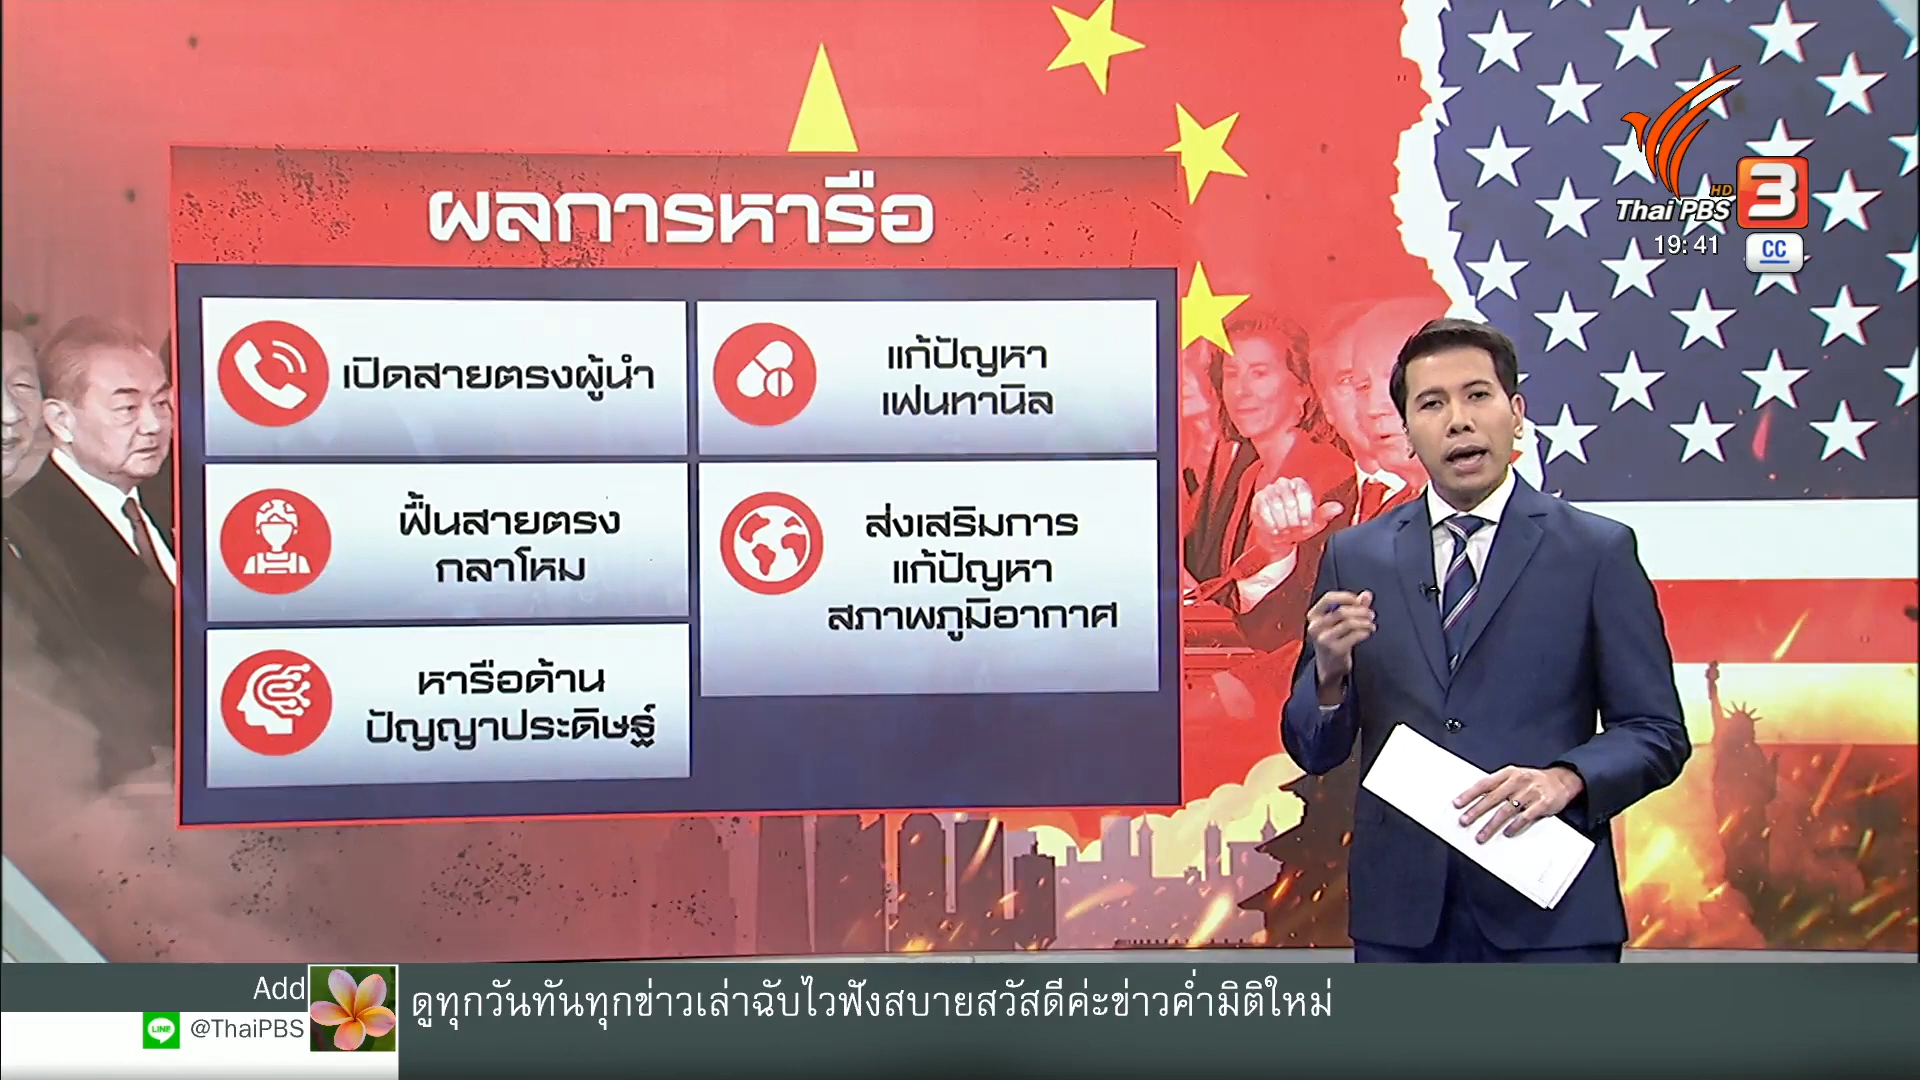 ผลการหารือ
เปิดสายตรงผู้นำ
ฟื้นสายตรง
กลาโหม
หารือด้าน
ปัญญาประดิษฐ์
แก้ปัญหา
เฟนทานิล
ส่งเสริมการ
แก้ปัญหา
สภาพภูมิอากาศ
HD
Thai PBS 3
19:41
CC
Add
LINE @ThaiPBS
ดูทุกวันทันทุกข่าวเล่าฉับไวฟังสบายสวัสดีค่ะข่าวค่ำมิติใหม่